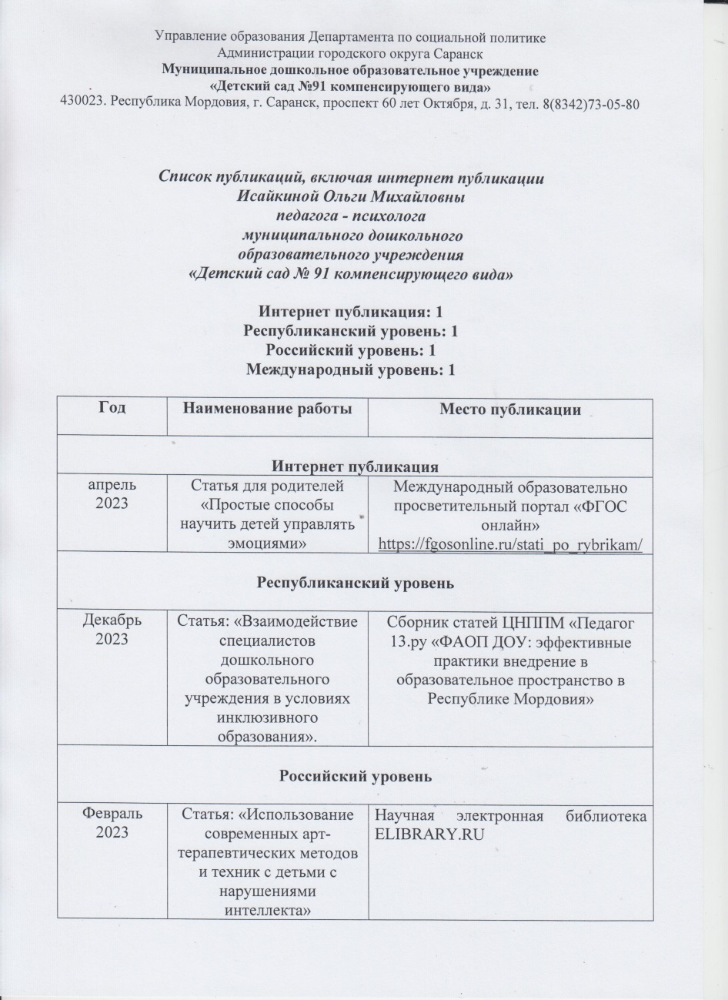 Управление образования Департамента по социальной политике
Администрации городского округа Саранск
Муниципальное дошкольное образовательное учреждение
«Детский сад №91 компенсирующего вида»
430023. Республика Мордовия, г. Саранск, проспект 60 лет Октября, д. 31, тел. 8(8342)73-05-80
Список публикаций, включая интернет публикации
Исайкиной Ольги Михайловны
педагога - психолога
муниципального дошкольного
образовательного учреждения
«Детский сад № 91 компенсирующего вида»
Интернет публикация: 1
Республиканский уровень: 1
Российский уровень: 1
Международный уровень: 1
Год
Наименование работы
Место публикации
Интернет публикация
апрель
2023
Статья для родителей
«Простые способы
научить детей управлять
эмоциями»
Международный образовательно
просветительный портал «ФГОС
онлайн»
https://fgosonline.ru/stati_po_rybrikam/
Республиканский уровень
Декабрь
2023
Статья: «Взаимодействие
специалистов
дошкольного
образовательного
учреждения в условиях
инклюзивного
образования».
Сборник статей ЦНППМ «Педагог
13.ру «ФАОП ДОУ: эффективные
практики внедрение в
образовательное пространство в
Республике Мордовия»
Российский уровень
Февраль
2023
Статья: «Использование
современных арт-
терапевтических методов
и техник с детьми с
нарушениями
интеллекта»
Научная электронная библиотека
ELIBRARY.RU